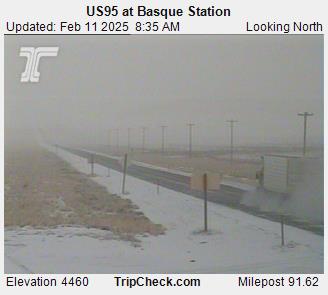 US95 at Basque Station
Updated: Feb 11 2025 8:35 AM Looking North
Elevation 4460 TripCheck.com Milepost 91.62